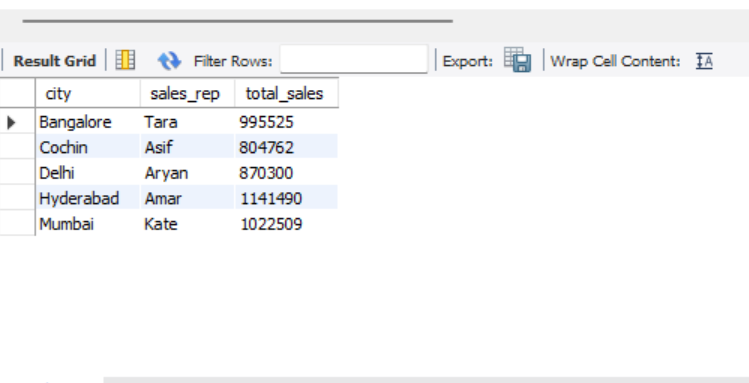 Result Grid Filter Rows: Export: Wrap Cell Content: IA
city sales_rep total_sales
Bangalore Tara 995525
Cochin Asif 804762
Delhi Aryan 870300
Hyderabad Amar 1141490
Mumbai Kate 1022509